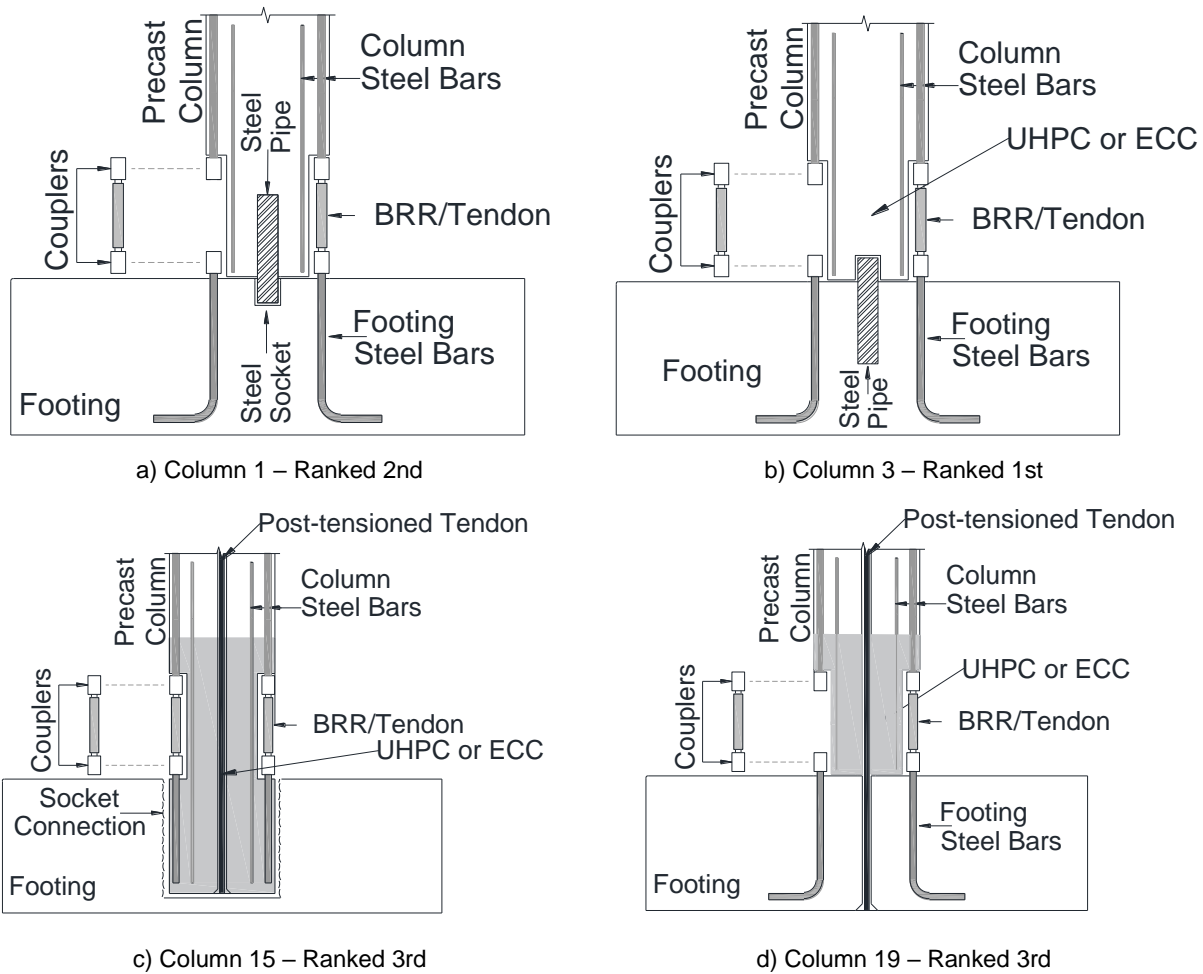 Precast
Column
Column
Steel Bars
Steel
Pipe
Couplers
BRR/Tendon
Footing
Steel Bars
Steel
Socket
Footing
a) Column 1 – Ranked 2nd
Precast
Column
Column
Steel Bars
UHPC or ECC
Couplers
BRR/Tendon
Footing
Steel Bars
Footing
Steel
Pipe
b) Column 3 – Ranked 1st
Post-tensioned Tendon
Precast
Column
Column
Steel Bars
Couplers
BRR/Tendon
UHPC or ECC
Socket
Connection
Footing
c) Column 15 – Ranked 3rd
Post-tensioned Tendon
Precast
Column
Column
Steel Bars
UHPC or ECC
Couplers
BRR/Tendon
Footing
Steel Bars
Footing
d) Column 19 – Ranked 3rd